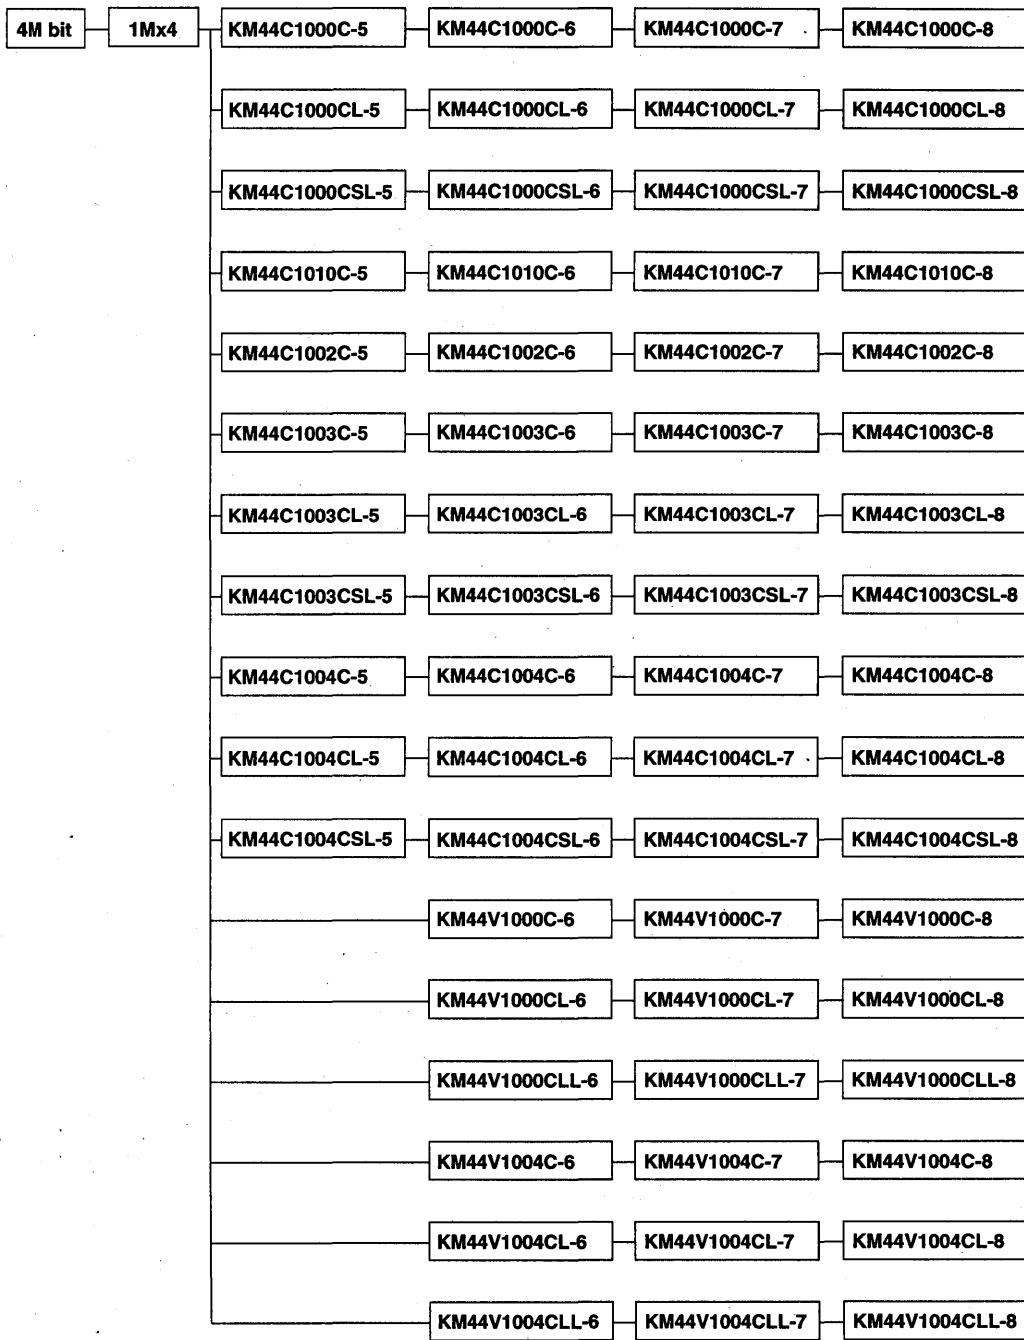 4M bit 1Mx4 KM44C1000C-5 KM44C1000C-6 KM44C1000C-7 KM44C1000C-8
KM44C1000CL-5 KM44C1000CL-6 KM44C1000CL-7 KM44C1000CL-8
KM44C1000CSL-5 KM44C1000CSL-6 KM44C1000CSL-7 KM44C1000CSL-8
KM44C1010C-5 KM44C1010C-6 KM44C1010C-7 KM44C1010C-8
KM44C1002C-5 KM44C1002C-6 KM44C1002C-7 KM44C1002C-8
KM44C1003C-5 KM44C1003C-6 KM44C1003C-7 KM44C1003C-8
KM44C1003CL-5 KM44C1003CL-6 KM44C1003CL-7 KM44C1003CL-8
KM44C1003CSL-5 KM44C1003CSL-6 KM44C1003CSL-7 KM44C1003CSL-8
KM44C1004C-5 KM44C1004C-6 KM44C1004C-7 KM44C1004C-8
KM44C1004CL-5 KM44C1004CL-6 KM44C1004CL-7 KM44C1004CL-8
KM44C1004CSL-5 KM44C1004CSL-6 KM44C1004CSL-7 KM44C1004CSL-8
KM44V1000C-6 KM44V1000C-7 KM44V1000C-8
KM44V1000CL-6 KM44V1000CL-7 KM44V1000CL-8
KM44V1000CLL-6 KM44V1000CLL-7 KM44V1000CLL-8
KM44V1004C-6 KM44V1004C-7 KM44V1004C-8
KM44V1004CL-6 KM44V1004CL-7 KM44V1004CL-8
KM44V1004CLL-6 KM44V1004CLL-7 KM44V1004CLL-8